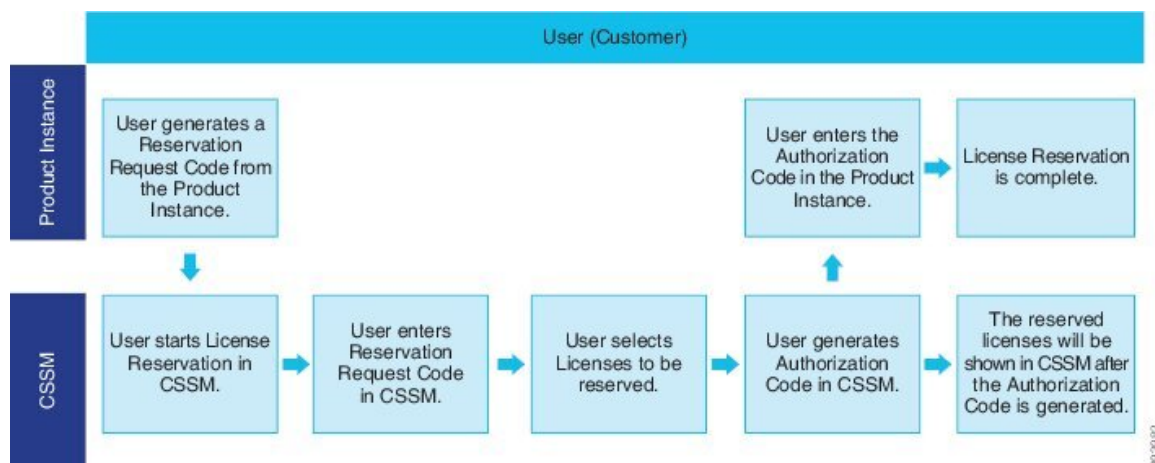 User (Customer)
Product Instance
User generates a
Reservation
Request Code from
the Product
Instance.
User enters the
Authorization
Code in the Product
Instance.
License Reservation
is complete.
CSSM
User starts License
Reservation in
CSSM.
User enters
Reservation
Request Code
in CSSM.
User selects
Licenses to be
reserved.
User generates
Authorization
Code in CSSM.
The reserved
licenses will be
shown in CSSM after
the Authorization
Code is generated.